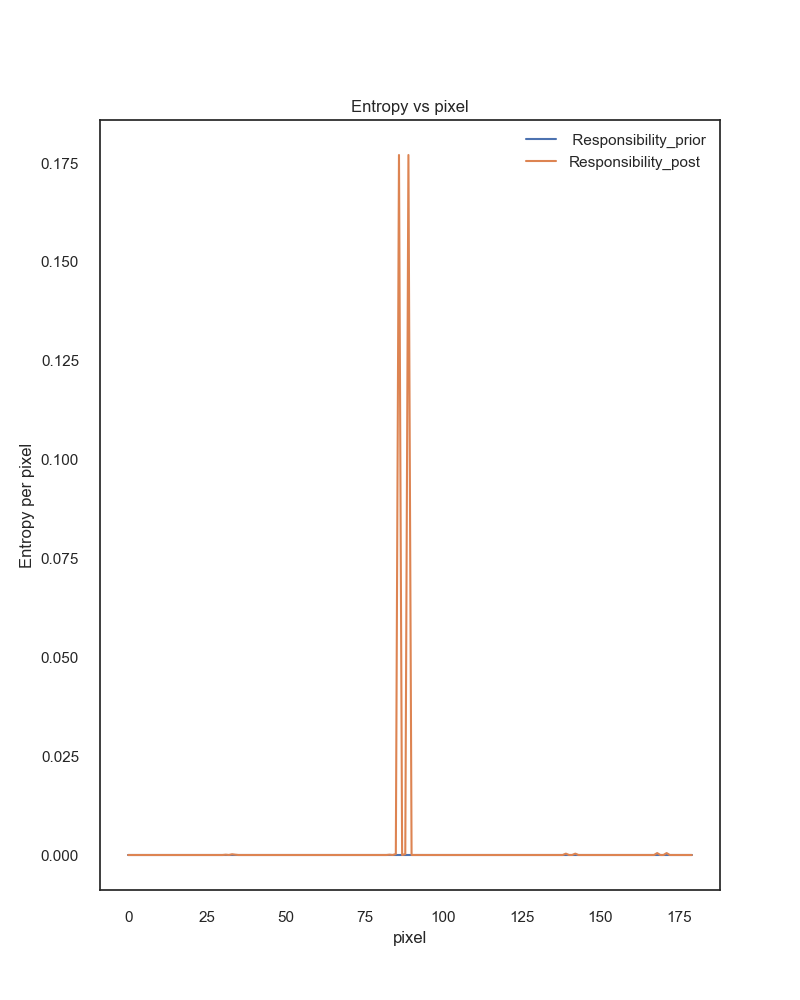 Entropy vs pixel
Responsibility_prior
Responsibility_post
0.175
0.150
0.125
0.100
0.075
0.050
0.025
0.000
Entropy per pixel
0 25 50 75 100 125 150 175
pixel